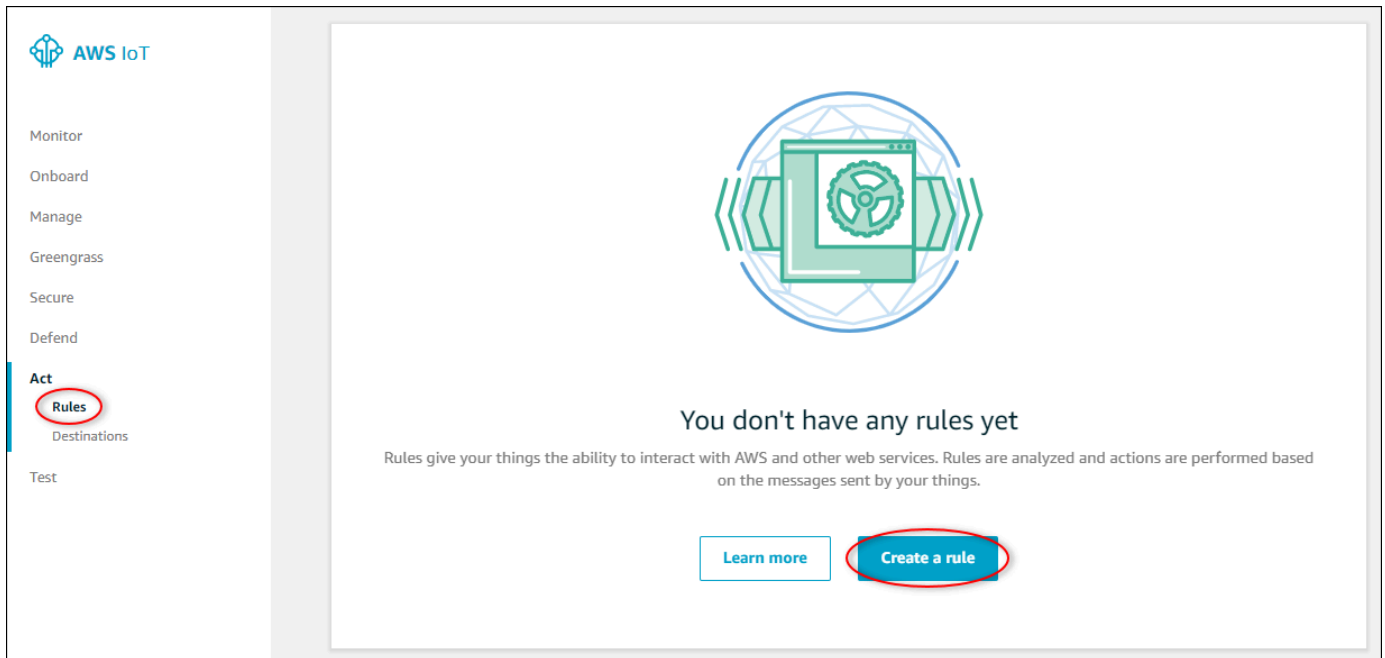 AWS IoT
Monitor
Onboard
Manage
Greengrass
Secure
Defend
Act
Rules
Destinations
Test
You don't have any rules yet
Rules give your things the ability to interact with AWS and other web services. Rules are analyzed and actions are performed based
on the messages sent by your things.
Learn more
Create a rule